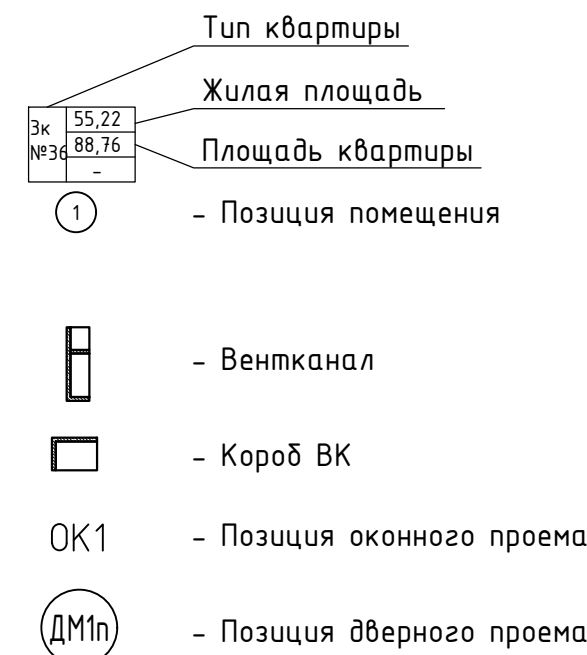 Тип квартиры
Жилая площадь
3к 55,22
№36 88,76
-
Площадь квартиры
1 - Позиция помещения
- Вентканал
- Короб ВК
ОК1 - Позиция оконного проема
ДМ1п - Позиция дверного проема